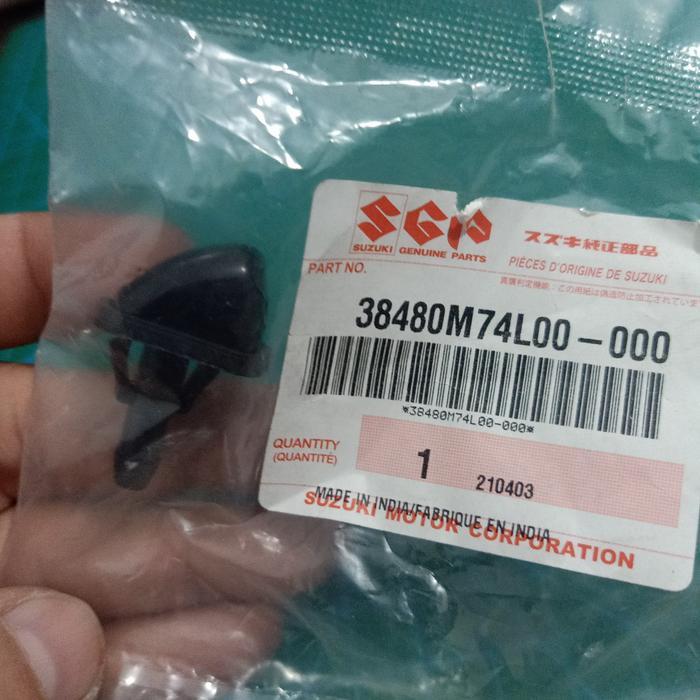 SGP
SUZUKI GENUINE PARTS
スズキ純正部品
PIÈCES D'ORIGINE DE SUZUKI
PART NO.
38480M74L00-000
*38480M74L00-000*
QUANTITY
(QUANTITÉ)
1
210403
MADE IN INDIA/FABRIQUE EN INDIA
SUZUKI MOTOR CORPORATION